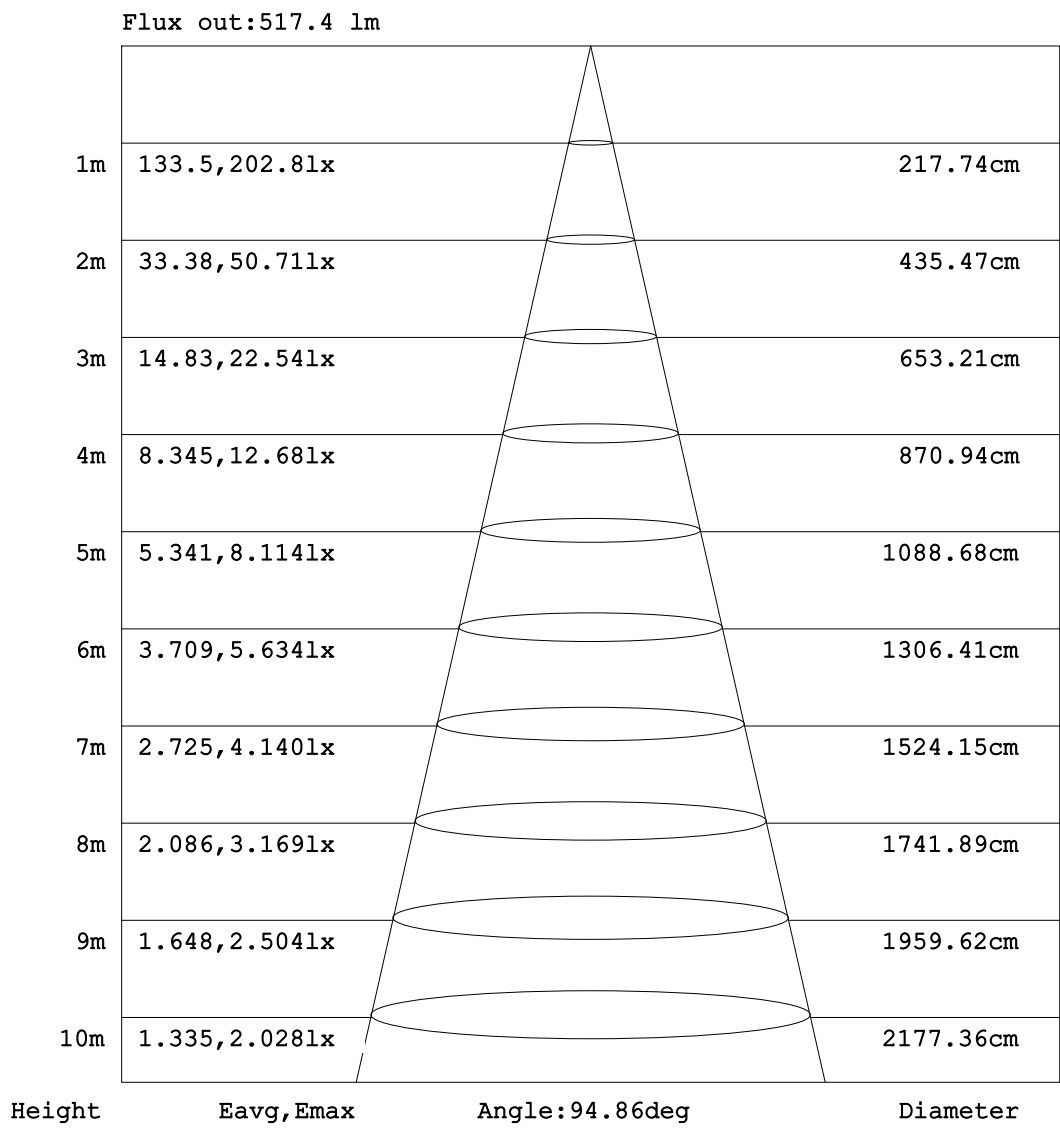 Flux out:517.4 lm
1m 133.5,202.8lx 217.74cm
2m 33.38,50.71lx 435.47cm
3m 14.83,22.54lx 653.21cm
4m 8.345,12.68lx 870.94cm
5m 5.341,8.114lx 1088.68cm
6m 3.709,5.634lx 1306.41cm
7m 2.725,4.140lx 1524.15cm
8m 2.086,3.169lx 1741.89cm
9m 1.648,2.504lx 1959.62cm
10m 1.335,2.028lx 2177.36cm
Height Eavg,Emax Angle:94.86deg Diameter